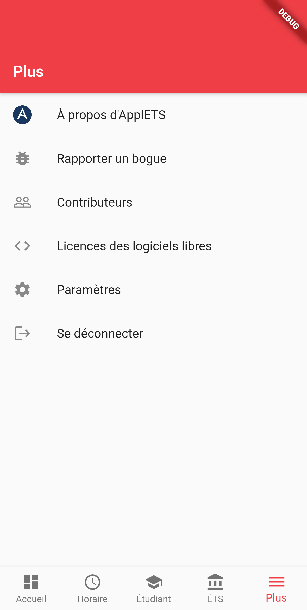 DEBUG
Plus
À propos d'ApplETS
Rapporter un bogue
Contributeurs
Licences des logiciels libres
Paramètres
Se déconnecter
Accueil
Horaire
Étudiant
ÉTS
Plus